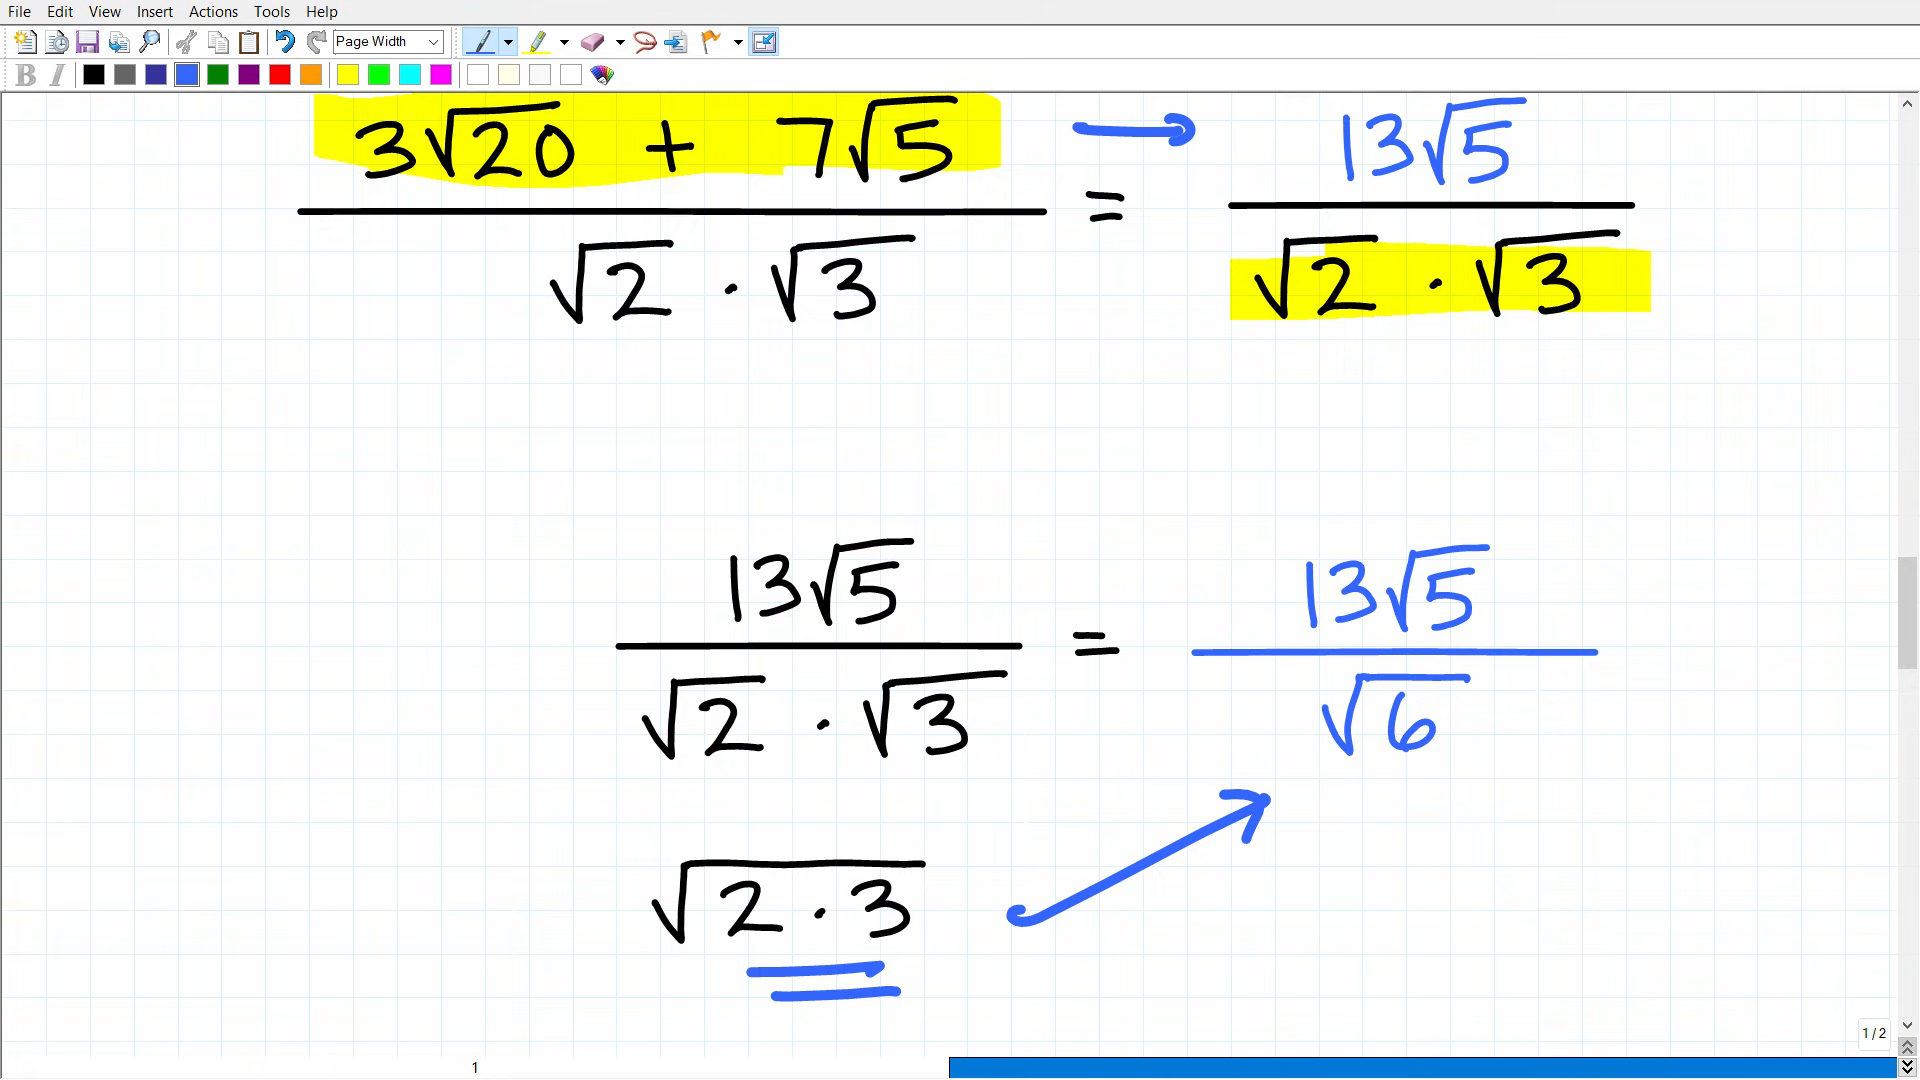 File Edit View Insert Actions Tools Help
Page Width
B I
3√20 + 7√5 → 13√5
=
√2 · √3 √2 · √3
13√5 = 13√5
√2 · √3 √6
√2 · 3
1 / 2
1